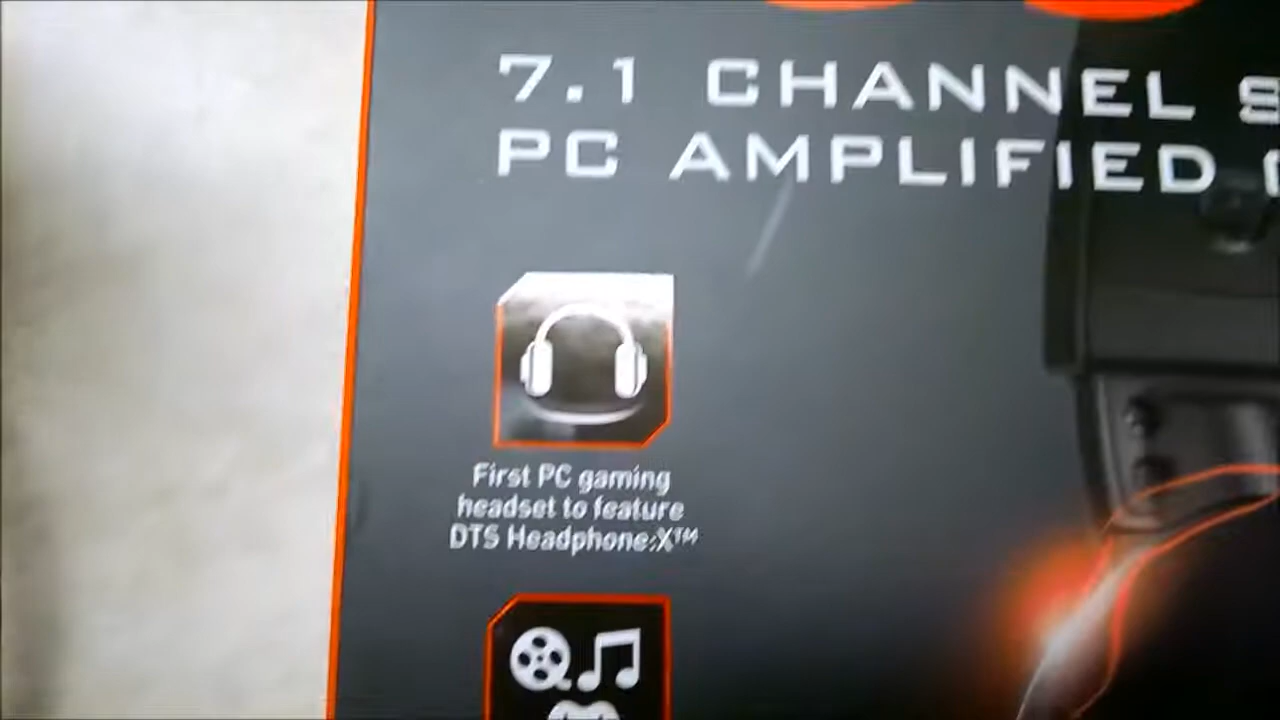 7.1 CHANNEL
PC AMPLIFIED
First PC gaming
headset to feature
DTS Headphone:X™